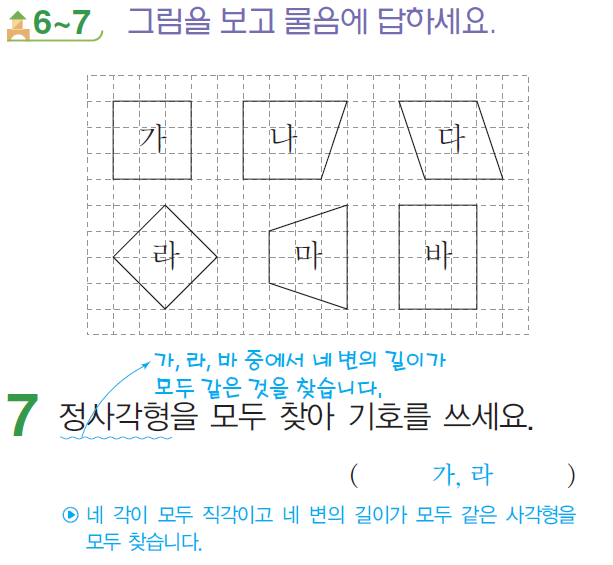 6~7 그림을 보고 물음에 답하세요.
가 나 다
라 마 바
가, 라, 바 중에서 네 변의 길이가
모두 같은 것을 찾습니다.
7 정사각형을 모두 찾아 기호를 쓰세요.
( 가, 라 )
네 각이 모두 직각이고 네 변의 길이가 모두 같은 사각형을
모두 찾습니다.